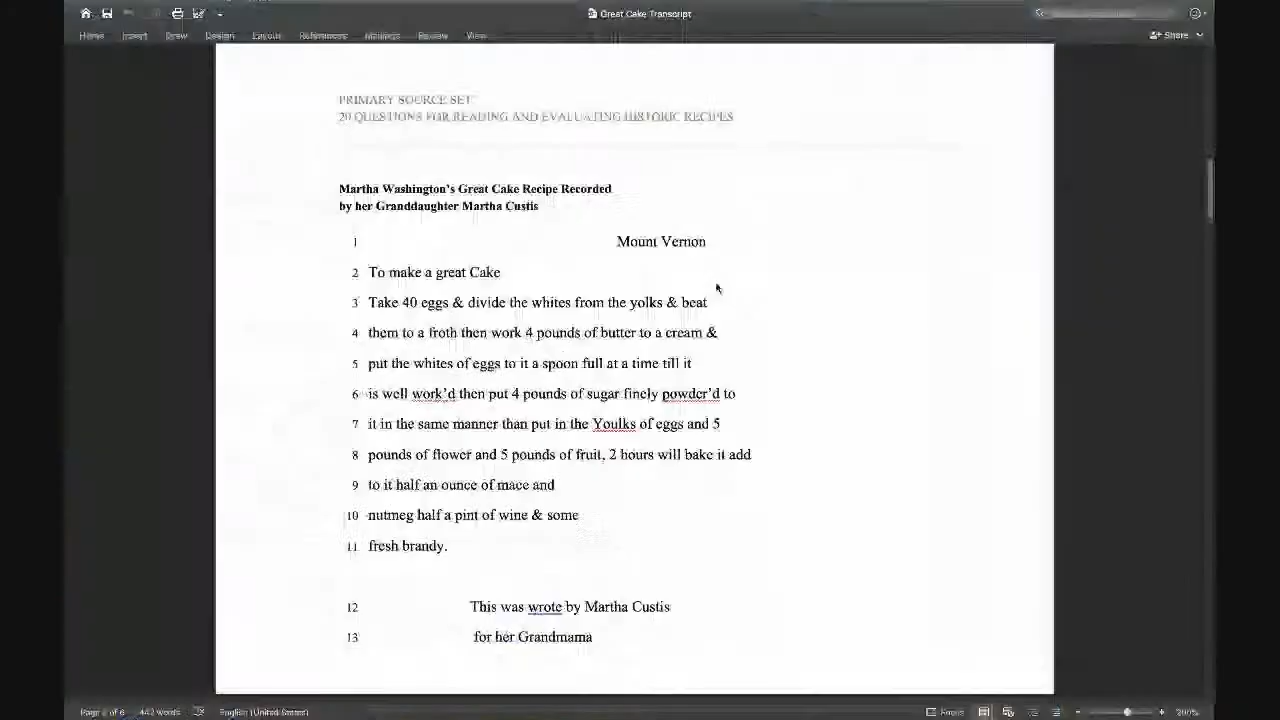 Great Cake Transcript
Home Insert Draw Design Layout References Mailings Review View Share
PRIMARY SOURCE SET
20 QUESTIONS FOR READING AND EVALUATING HISTORIC RECIPES
Martha Washington's Great Cake Recipe Recorded
by her Granddaughter Martha Custis
1 Mount Vernon
2 To make a great Cake
3 Take 40 eggs & divide the whites from the yolks & beat
4 them to a froth then work 4 pounds of butter to a cream &
5 put the whites of eggs to it a spoon full at a time till it
6 is well work'd then put 4 pounds of sugar finely powder'd to
7 it in the same manner than put in the Youlks of eggs and 5
8 pounds of flower and 5 pounds of fruit, 2 hours will bake it add
9 to it half an ounce of mace and
10 nutmeg half a pint of wine & some
11 fresh brandy.
12 This was wrote by Martha Custis
13 for her Grandmama
Page of 6 442 words English (United States) Focus 200%